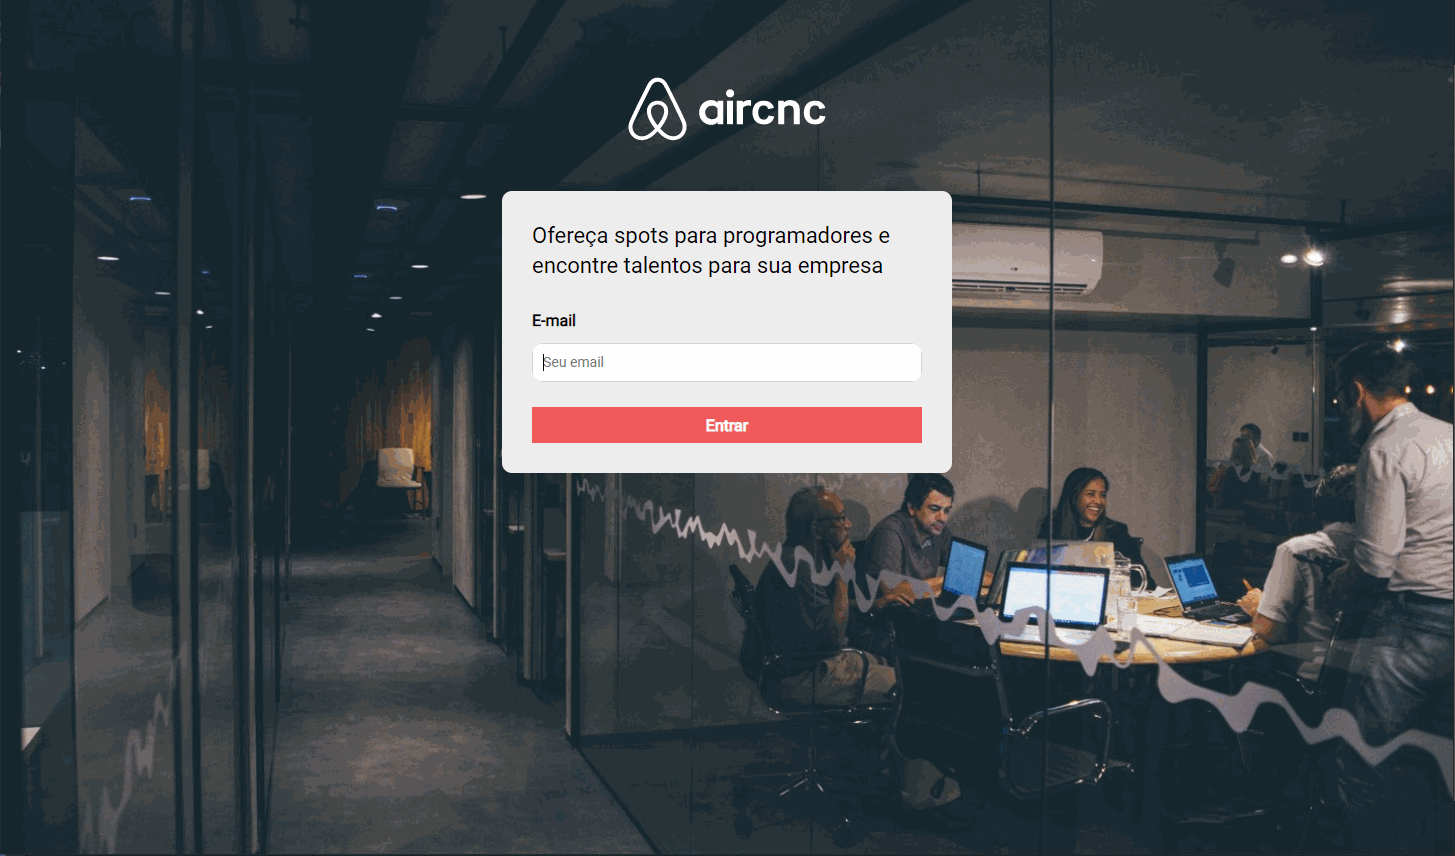 aircnc
Ofereça spots para programadores e
encontre talentos para sua empresa
E-mail
Seu email
Entrar